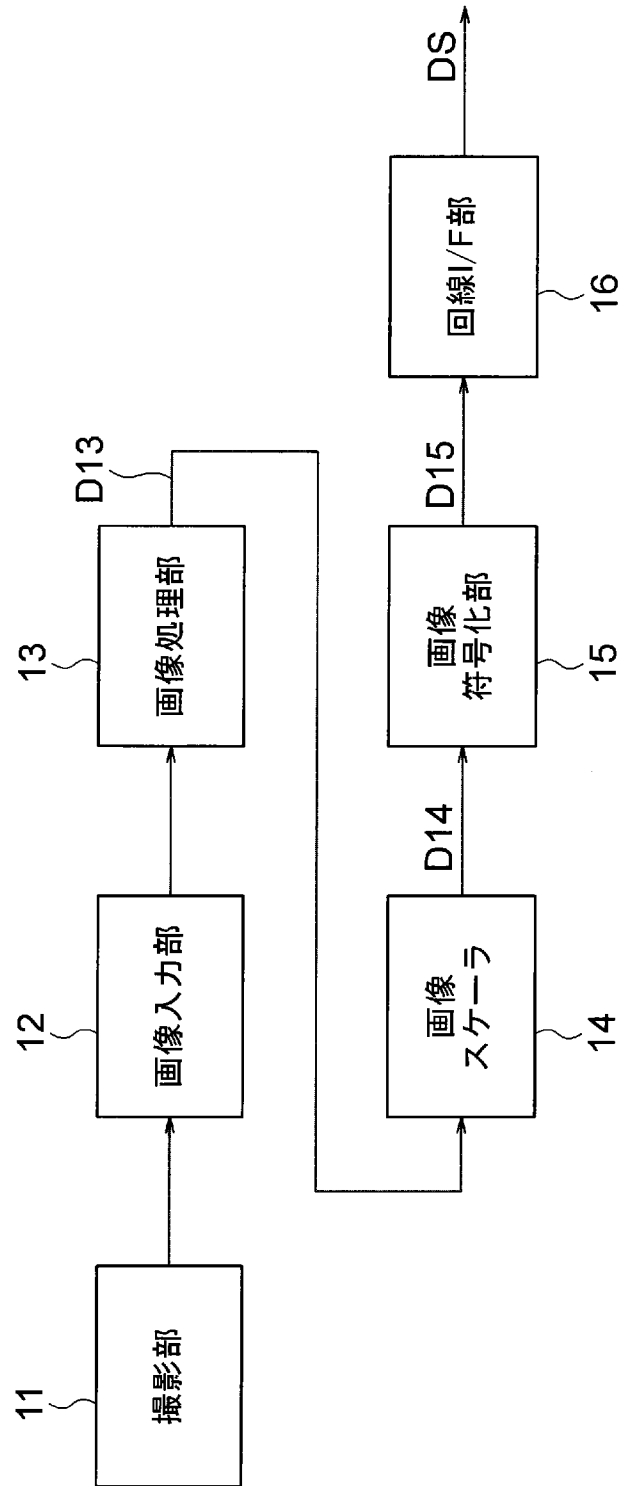 11
撮影部
12
画像入力部
13
画像処理部
D13
14
画像
スケーラ
D14
15
画像
符号化部
D15
16
回線I/F部
DS